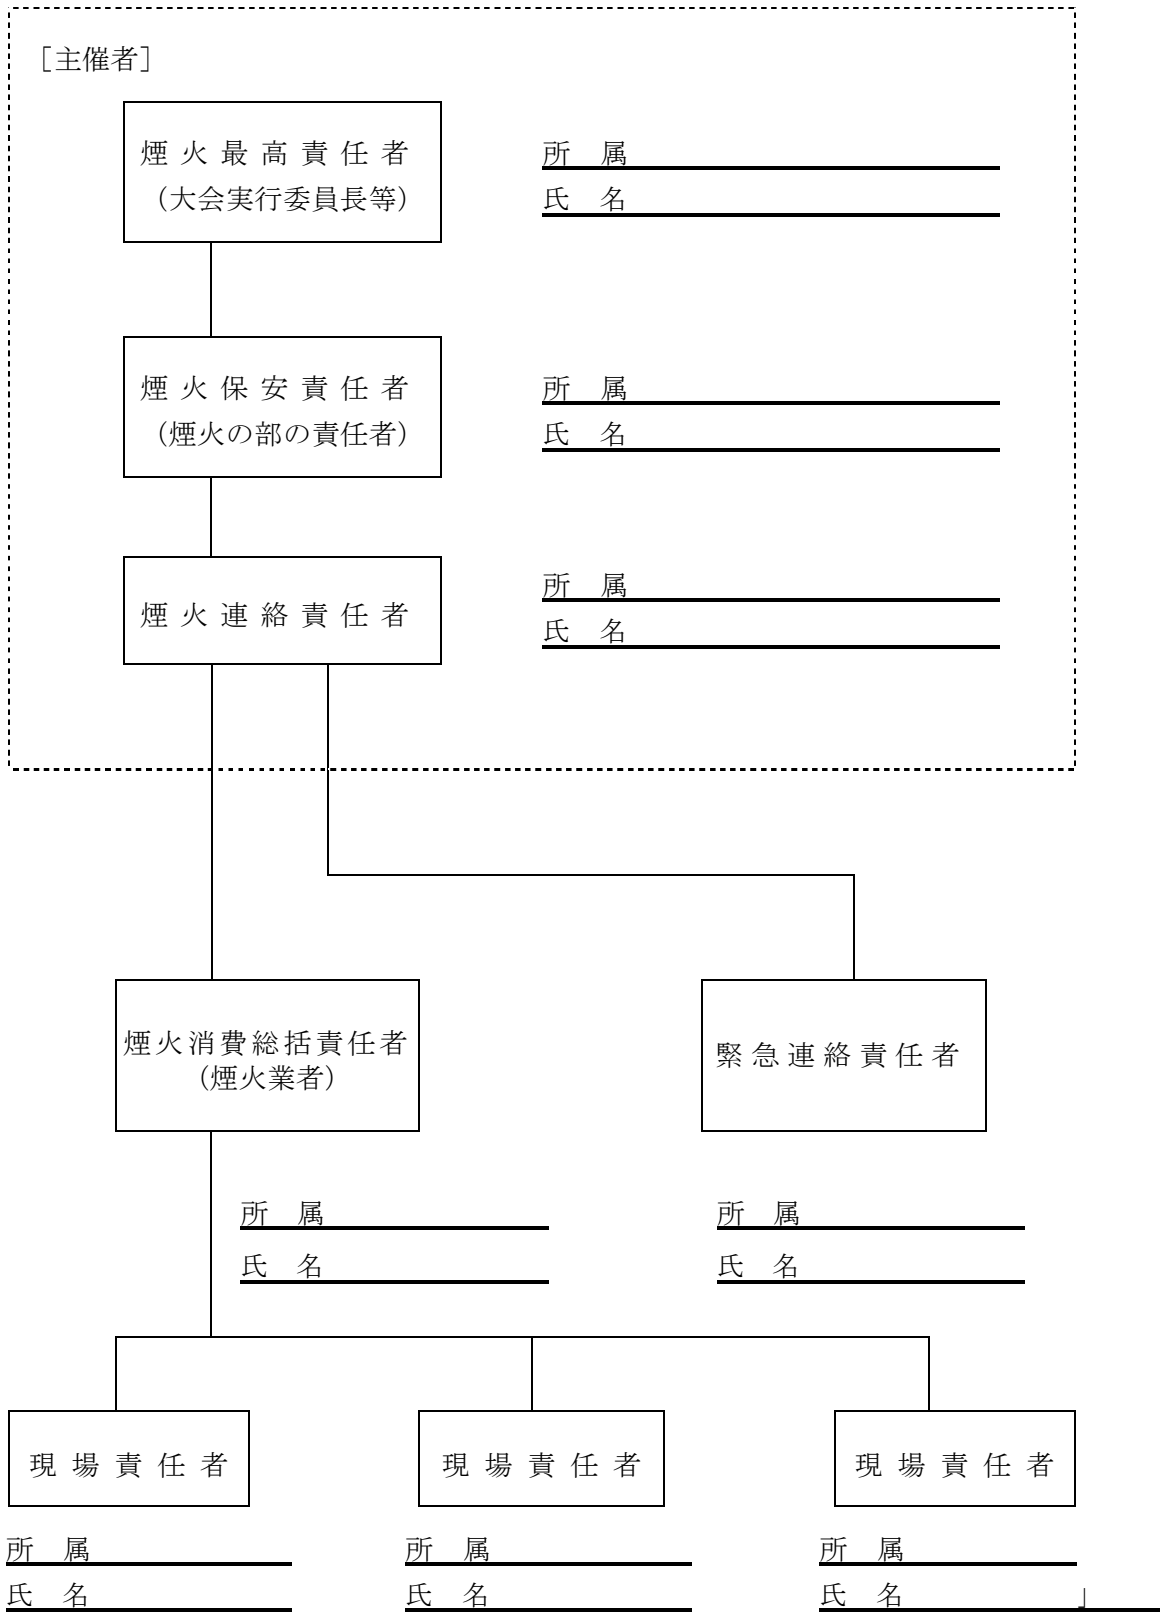 ［主催者］
煙火最高責任者
（大会実行委員長等）
所　属
氏　名
煙火保安責任者
（煙火の部の責任者）
所　属
氏　名
煙火連絡責任者
所　属
氏　名
煙火消費総括責任者
（煙火業者）
緊急連絡責任者
所　属
氏　名
所　属
氏　名
現場責任者
現場責任者
現場責任者
所　属
所　属
所　属
氏　名
氏　名
氏　名　」